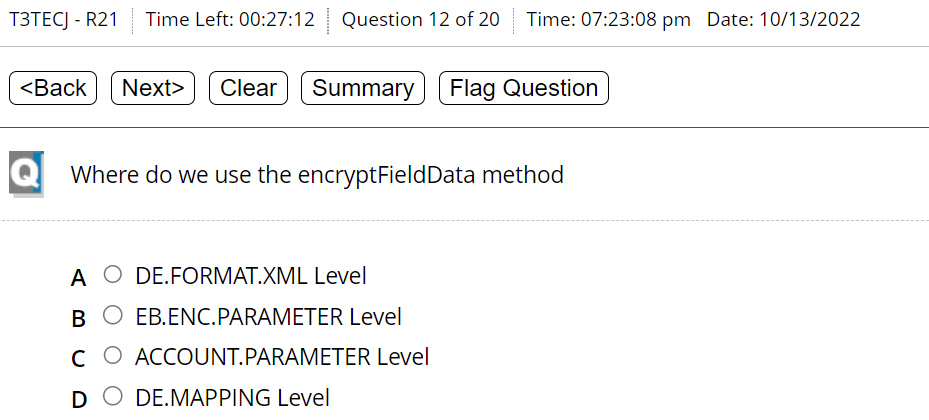 T3TECJ - R21 Time Left: 00:27:12 Question 12 of 20 Time: 07:23:08 pm Date: 10/13/2022
<Back Next> Clear Summary Flag Question
Q Where do we use the encryptFieldData method
A DE.FORMAT.XML Level
B EB.ENC.PARAMETER Level
C ACCOUNT.PARAMETER Level
D DE.MAPPING Level